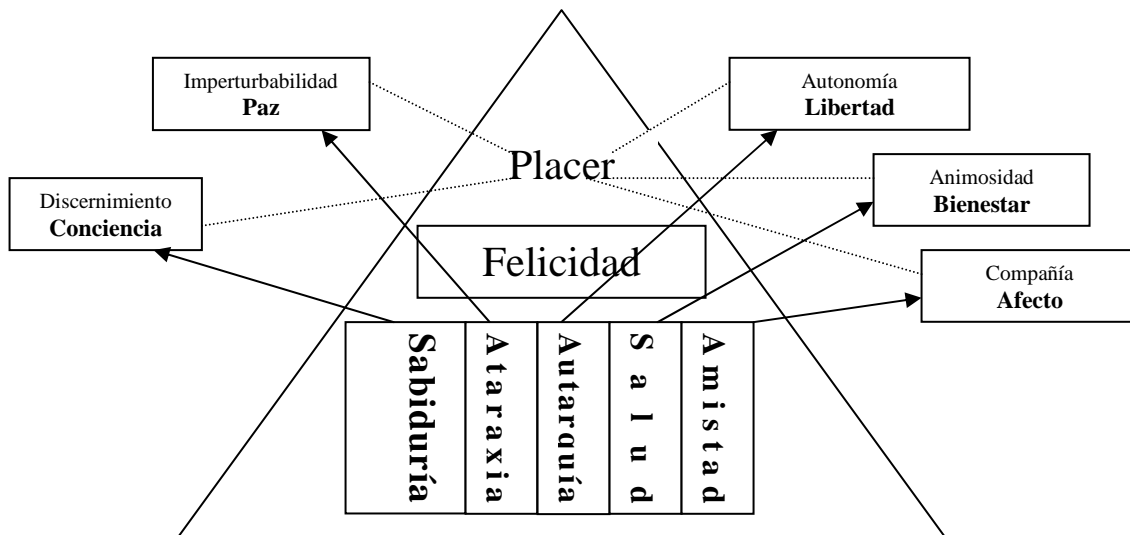 Imperturbabilidad
Paz
Autonomía
Libertad
Placer
Discernimiento
Conciencia
Animosidad
Bienestar
Felicidad
Compañía
Afecto
Sabiduría
Ataraxia
Autarquía
Salud
Amistad